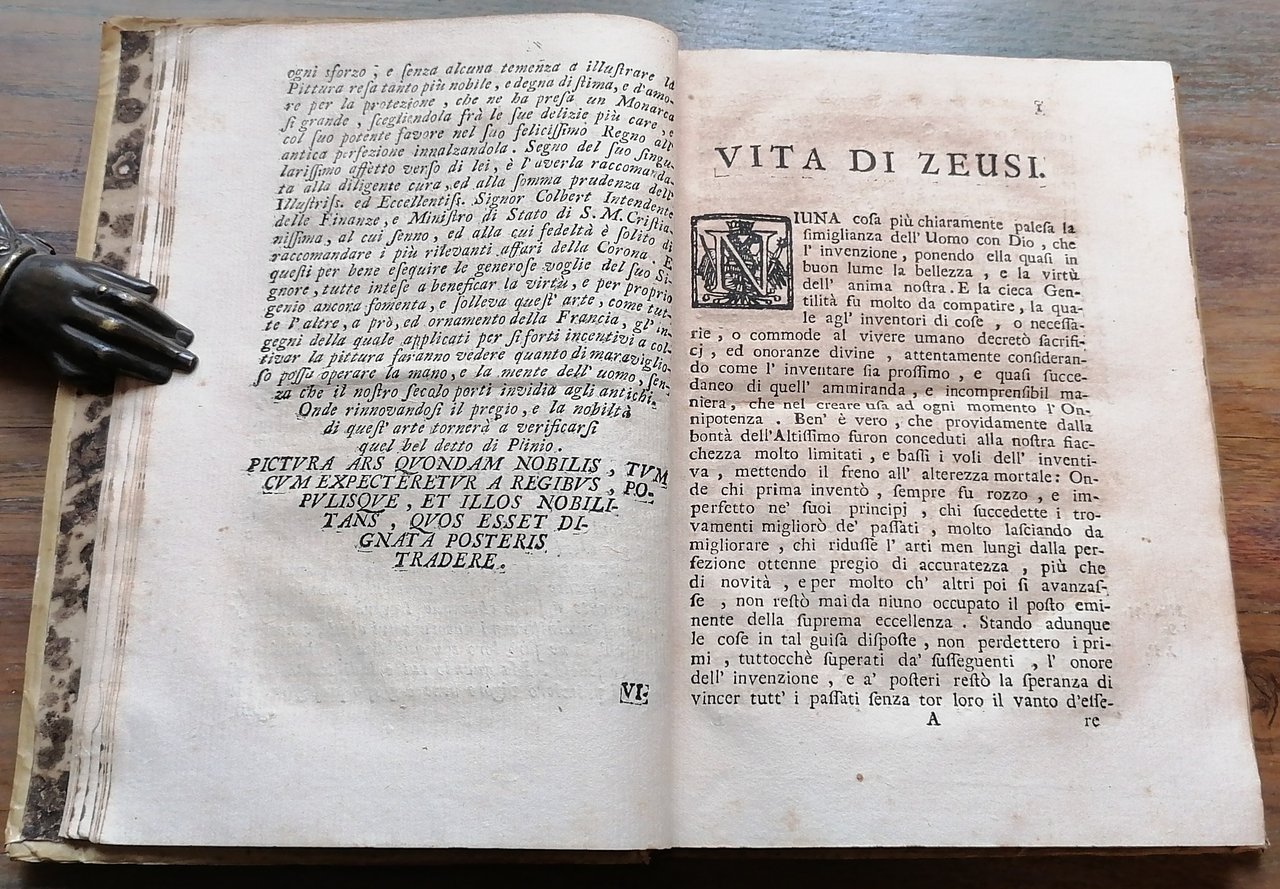 ogni sforzo ; e ſenza alcuna temenza a illuſtrare la
Pittura reſa tanto più nobile, e degna di ſtima, e d'amo-
re per la protezione , che ne ha preſa un Monarca
ſi grande , ſcegliendola frà le ſue delizie più care , e
col ſuo potente favore nel ſuo feliciſſimo Regno all'
antica perfezione innalzandola . Segno del ſuo ſingu-
lariſſimo affetto verſo di lei , è l'averla raccomanda-
ta alla diligente cura, ed alla ſomma prudenza dell'
Illuſtriſſ. ed Eccellentiſſ. Signor Colbert Intendente
delle Finanze, e Miniſtro di Stato di S. M. Criſtia-
niſſima, al cui ſenno, ed alla cui fedeltà è ſolito di
raccomandare i più rilevanti affari della Corona . E
queſti per bene eſeguire le generoſe voglie del ſuo Si-
gnore, tutte inteſe a beneficar la virtù, e per proprio
genio ancora fomenta, e ſolleva queſt' arte, come tut-
te l'altre, a prò, ed ornamento della Francia, gl' in-
gegni della quale applicati per ſi forti incentivi a col-
tivar la pittura faranno vedere quanto di maraviglio-
ſo poſſa operare la mano, e la mente dell' uomo, ſen-
za che il noſtro ſecolo porti invidia agli antichi.
Onde rinnovandoſi il pregio, e la nobiltà
di queſt' arte tornerà a verificarſi
quel bel detto di Plinio .
PICTVRA ARS QVONDAM NOBILIS , TVM
CVM EXPECTERETVR A REGIBVS , PO-
PVLISQVE , ET ILLOS NOBILI-
TANS , QVOS ESSET DI-
GNATA POSTERIS
TRADERE .
VI-
I
VITA DI ZEUSI.
NIUNA coſa più chiaramente paleſa la
ſimiglianza dell' Uomo con Dio , che
l' invenzione, ponendo ella quaſi in
buon lume la bellezza , e la virtù
dell' anima noſtra . E la cieca Gen-
tilità fu molto da compatire, la qua-
le agl' inventori di coſe , o neceſſa-
rie , o commode al vivere umano decretò ſacrifi-
cj , ed onoranze divine , attentamente conſideran-
do come l' inventare ſia proſſimo , e quaſi ſucce-
daneo di quell' ammiranda , e incomprenſibil ma-
niera, che nel creare uſa ad ogni momento l' On-
nipotenza . Ben' è vero , che providamente dalla
bontà dell'Altiſſimo furon conceduti alla noſtra fiac-
chezza molto limitati , e baſſi i voli dell' inventi-
va , mettendo il freno all' alterezza mortale: On-
de chi prima inventò , ſempre fu rozzo , e im-
perfetto ne' ſuoi principj , chi ſuccedette i tro-
vamenti migliorò de' paſſati , molto laſciando da
migliorare , chi riduſſe l' arti men lungi dalla per-
fezione ottenne pregio di accuratezza , più che
di novità , e per molto ch' altri poi ſi avanzaſ-
ſe , non reſtò mai da niuno occupato il poſto emi-
nente della ſuprema eccellenza . Stando adunque
le coſe in tal guiſa diſpoſte , non perdettero i pri-
mi , tuttocchè ſuperati da' ſuſſeguenti , l' onore
dell' invenzione , e a' poſteri reſtò la ſperanza di
vincer tutt' i paſſati ſenza tor loro il vanto d'eſſe-
A re